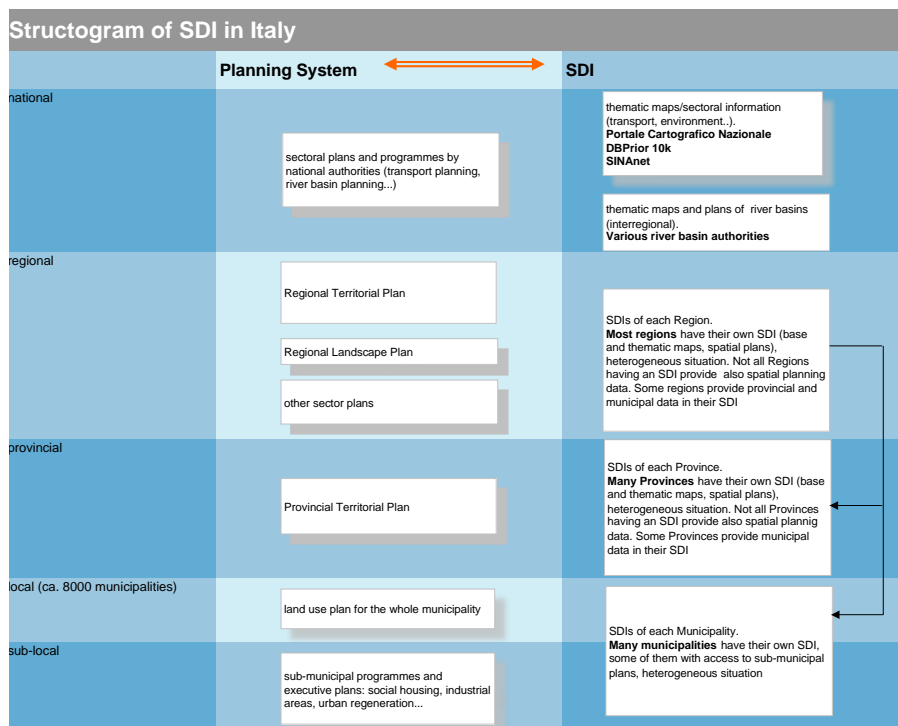 Structogram of SDI in Italy
Planning System
SDI
national
sectoral plans and programmes by
national authorities (transport planning,
river basin planning...)
thematic maps/sectoral information
(transport, environment..).
Portale Cartografico Nazionale
DBPrior 10k
SINAnet
thematic maps and plans of river basins
(interregional).
Various river basin authorities
regional
Regional Territorial Plan
Regional Landscape Plan
other sector plans
SDIs of each Region.
Most regions have their own SDI (base
and thematic maps, spatial plans),
heterogeneous situation. Not all Regions
having an SDI provide also spatial planning
data. Some regions provide provincial and
municipal data in their SDI
provincial
Provincial Territorial Plan
SDIs of each Province.
Many Provinces have their own SDI (base
and thematic maps, spatial plans),
heterogeneous situation. Not all Provinces
having an SDI provide also spatial plannig
data. Some Provinces provide municipal
data in their SDI
local (ca. 8000 municipalities)
land use plan for the whole municipality
SDIs of each Municipality.
Many municipalities have their own SDI,
some of them with access to sub-municipal
plans, heterogeneous situation
sub-local
sub-municipal programmes and
executive plans: social housing, industrial
areas, urban regeneration...